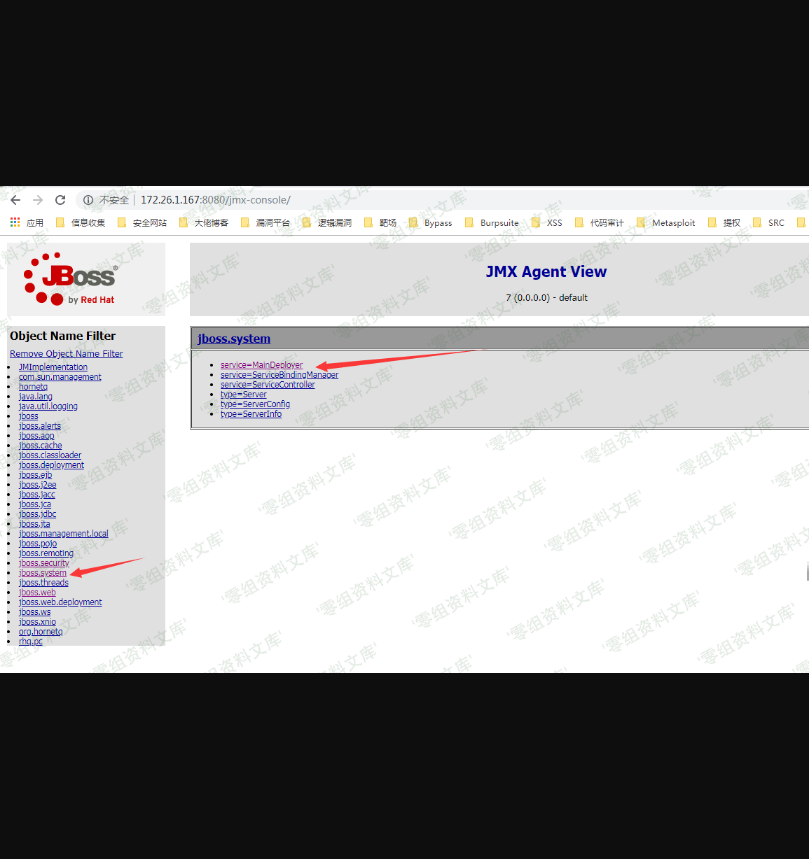 不安全 172.26.1.167:8080/jmx-console/
应用 信息收集 安全网站 大佬博客 漏洞平台 逻辑漏洞 靶场 Bypass Burpsuite XSS 代码审计 Metasploit 提权 SRC
JBoss®
by Red Hat
JMX Agent View
7 (0.0.0.0) - default
Object Name Filter
Remove Object Name Filter
JMImplementation
com.sun.management
hornetq
java.lang
java.util.logging
jboss
jboss.alerts
jboss.aop
jboss.cache
jboss.classloader
jboss.deployment
jboss.ejb
jboss.j2ee
jboss.jacc
jboss.jca
jboss.jdbc
jboss.jta
jboss.management.local
jboss.pojo
jboss.remoting
jboss.security
jboss.system
jboss.threads
jboss.web
jboss.web.deployment
jboss.ws
jboss.xnio
org.hornetq
rhq.pc
jboss.system
service=MainDeployer
service=ServiceBindingManager
service=ServiceController
type=Server
type=ServerConfig
type=ServerInfo
'零组资料文库'